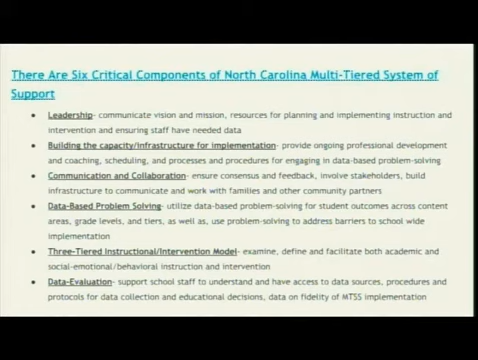 There Are Six Critical Components of North Carolina Multi-Tiered System of
Support
• Leadership- communicate vision and mission, resources for planning and implementing instruction and
intervention and ensuring staff have needed data
• Building the capacity/infrastructure for implementation- provide ongoing professional development
and coaching, scheduling, and processes and procedures for engaging in data-based problem-solving
• Communication and Collaboration- ensure consensus and feedback, involve stakeholders, build
infrastructure to communicate and work with families and other community partners
• Data-Based Problem Solving- utilize data-based problem-solving for student outcomes across content
areas, grade levels, and tiers, as well as, use problem-solving to address barriers to school wide
implementation
• Three-Tiered Instructional/Intervention Model- examine, define and facilitate both academic and
social-emotional/behavioral instruction and intervention
• Data-Evaluation- support school staff to understand and have access to data sources, procedures and
protocols for data collection and educational decisions, data on fidelity of MTSS implementation